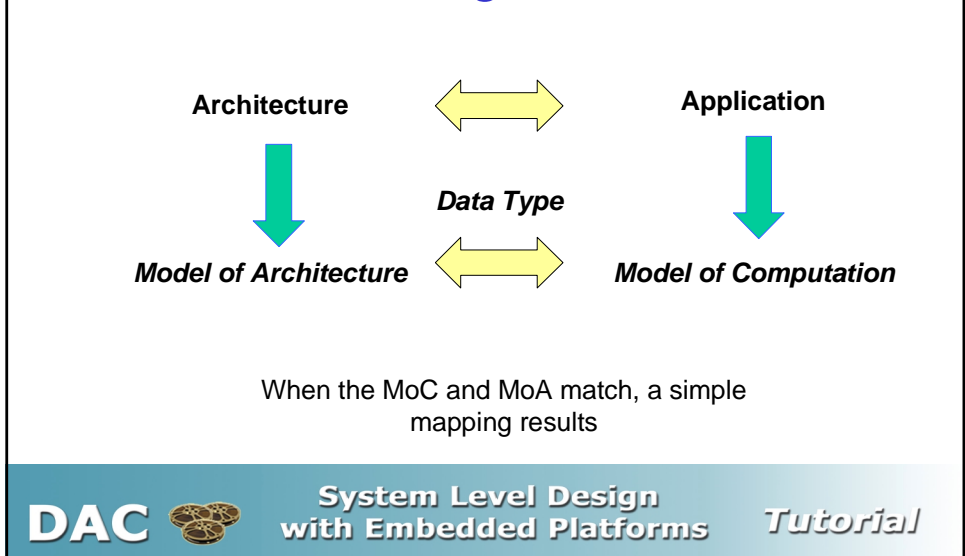 Architecture
Application
Data Type
Model of Architecture
Model of Computation
When the MoC and MoA match, a simple
mapping results
DAC
System Level Design
with Embedded Platforms
Tutorial